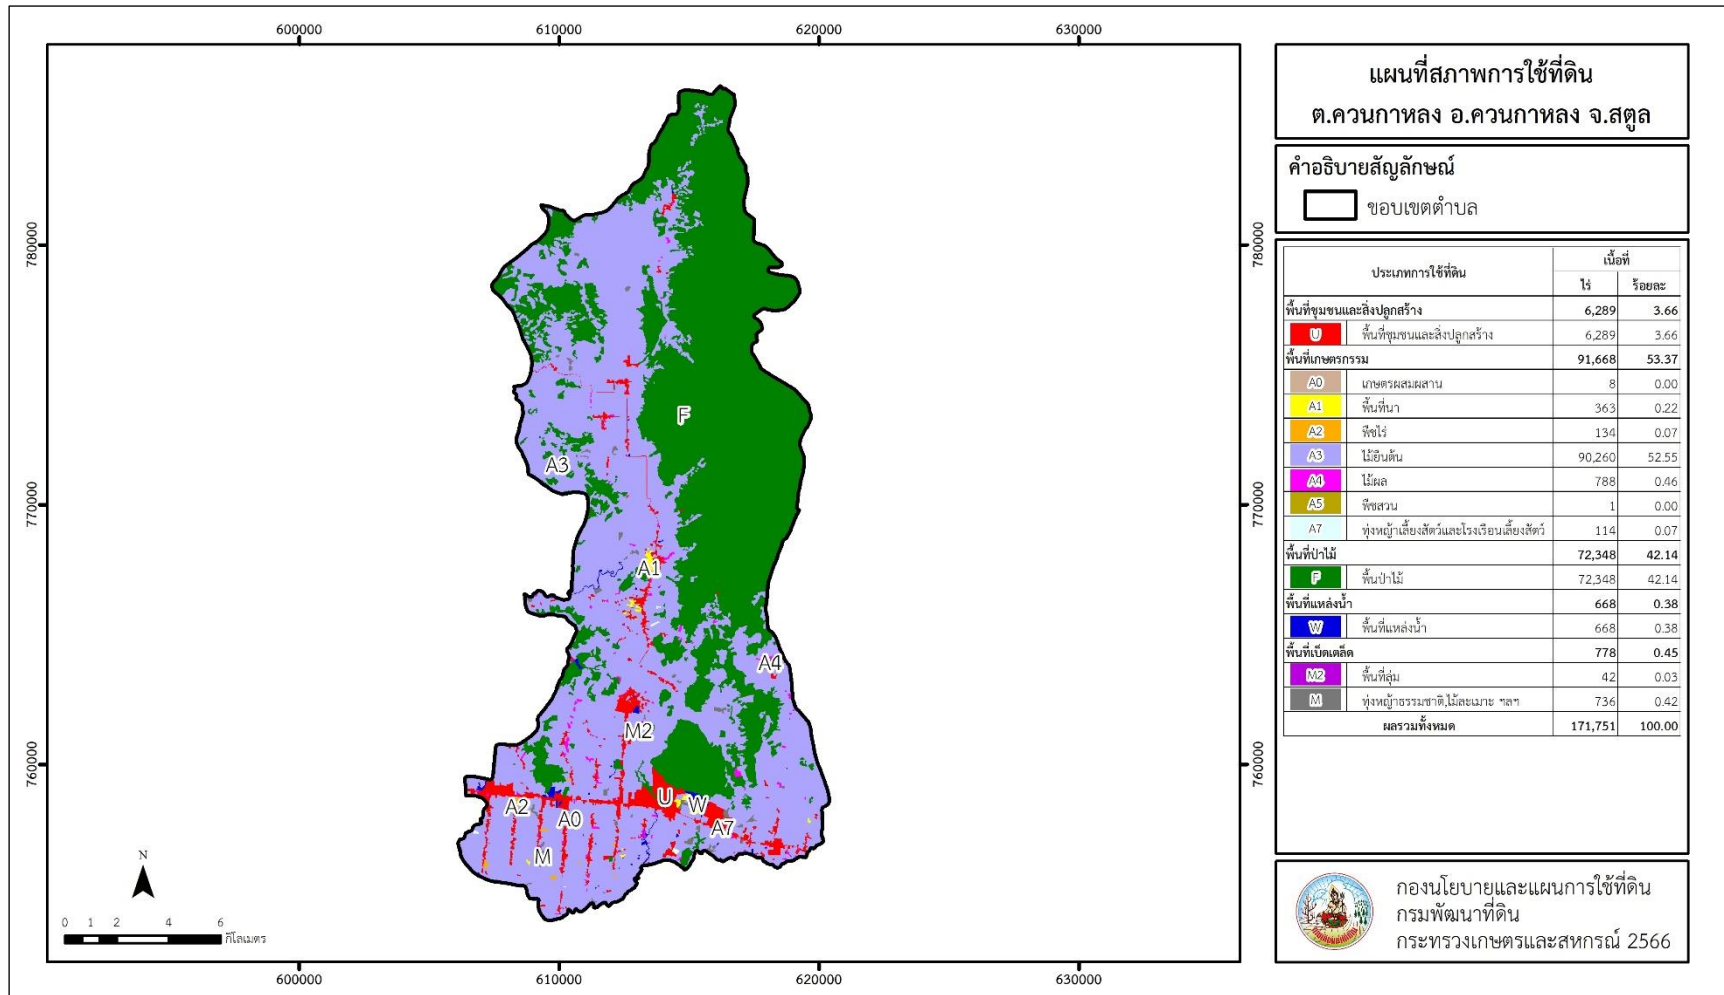 600000 610000 620000 630000
780000 780000
770000 770000
760000 760000
600000 610000 620000 630000
F
A3
A1
A4
M2
U
W
A2
A0
A7
M
N
0 1 2 4 6
กิโลเมตร
แผนที่สภาพการใช้ที่ดิน
ต.ควนกาหลง อ.ควนกาหลง จ.สตูล
คำอธิบายสัญลักษณ์
ขอบเขตตำบล
ประเภทการใช้ที่ดิน เนื้อที่
ไร่ ร้อยละ
พื้นที่ชุมชนและสิ่งปลูกสร้าง 6,289 3.66
U พื้นที่ชุมชนและสิ่งปลูกสร้าง 6,289 3.66
พื้นที่เกษตรกรรม 91,668 53.37
A0 เกษตรผสมผสาน 8 0.00
A1 พื้นที่นา 363 0.22
A2 พืชไร่ 134 0.07
A3 ไม้ยืนต้น 90,260 52.55
A4 ไม้ผล 788 0.46
A5 พืชสวน 1 0.00
A7 ทุ่งหญ้าเลี้ยงสัตว์และโรงเรือนเลี้ยงสัตว์ 114 0.07
พื้นที่ป่าไม้ 72,348 42.14
F พื้นป่าไม้ 72,348 42.14
พื้นที่แหล่งน้ำ 668 0.38
W พื้นที่แหล่งน้ำ 668 0.38
พื้นที่เบ็ดเตล็ด 778 0.45
M2 พื้นที่ลุ่ม 42 0.03
M ทุ่งหญ้าธรรมชาติ,ไม้ละเมาะ ฯลฯ 736 0.42
ผลรวมทั้งหมด 171,751 100.00
กองนโยบายและแผนการใช้ที่ดิน
กรมพัฒนาที่ดิน
กระทรวงเกษตรและสหกรณ์ 2566